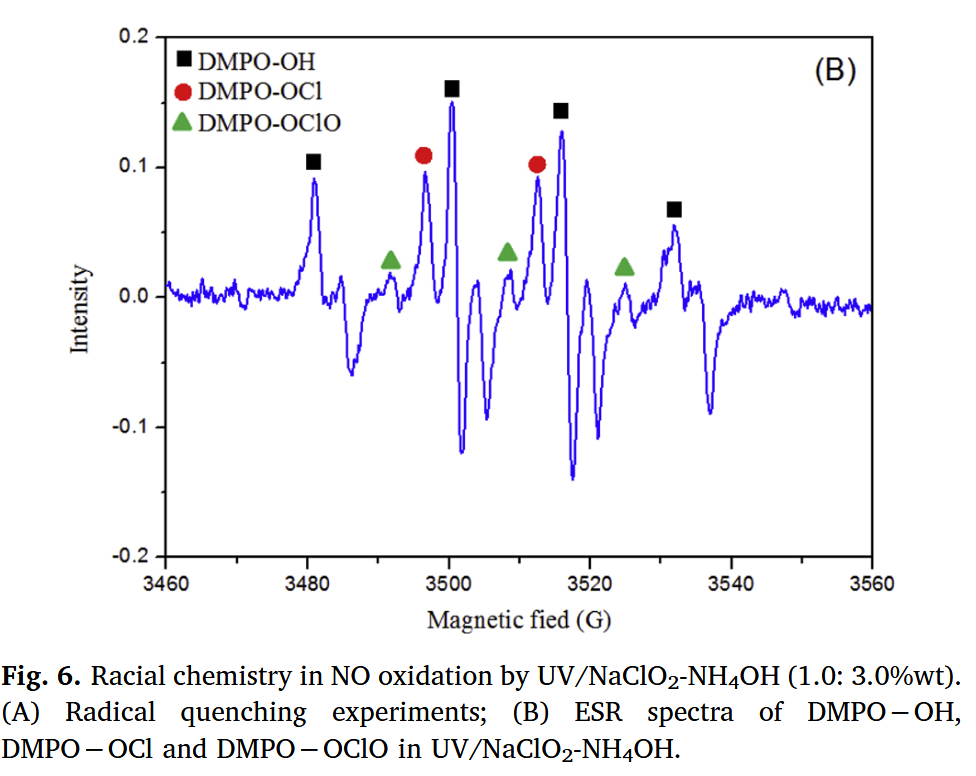 0.2
DMPO-OH
(B)
DMPO-OCl
DMPO-OClO
0.1
0.0
-0.1
-0.2
Intensity
3460 3480 3500 3520 3540 3560
Magnetic fied (G)
Fig. 6. Racial chemistry in NO oxidation by UV/NaClO₂-NH₄OH (1.0: 3.0%wt).
(A) Radical quenching experiments; (B) ESR spectra of DMPO−OH,
DMPO−OCl and DMPO−OClO in UV/NaClO₂-NH₄OH.